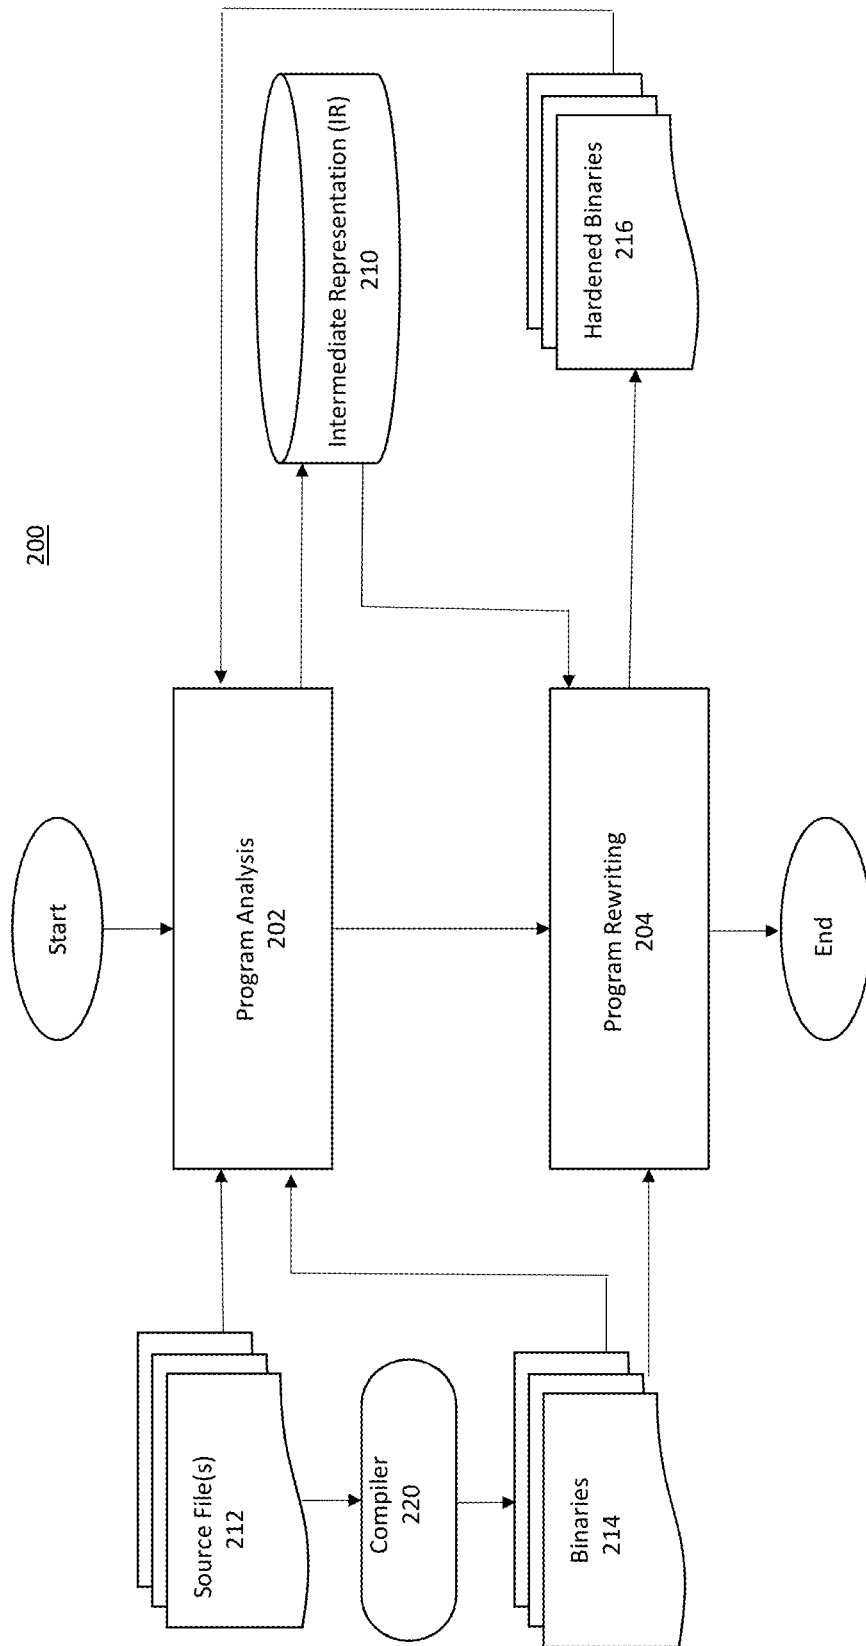 200
Start
Source File(s)
212
Program Analysis
202
Intermediate Representation (IR)
210
Compiler
220
Binaries
214
Program Rewriting
204
Hardened Binaries
216
End